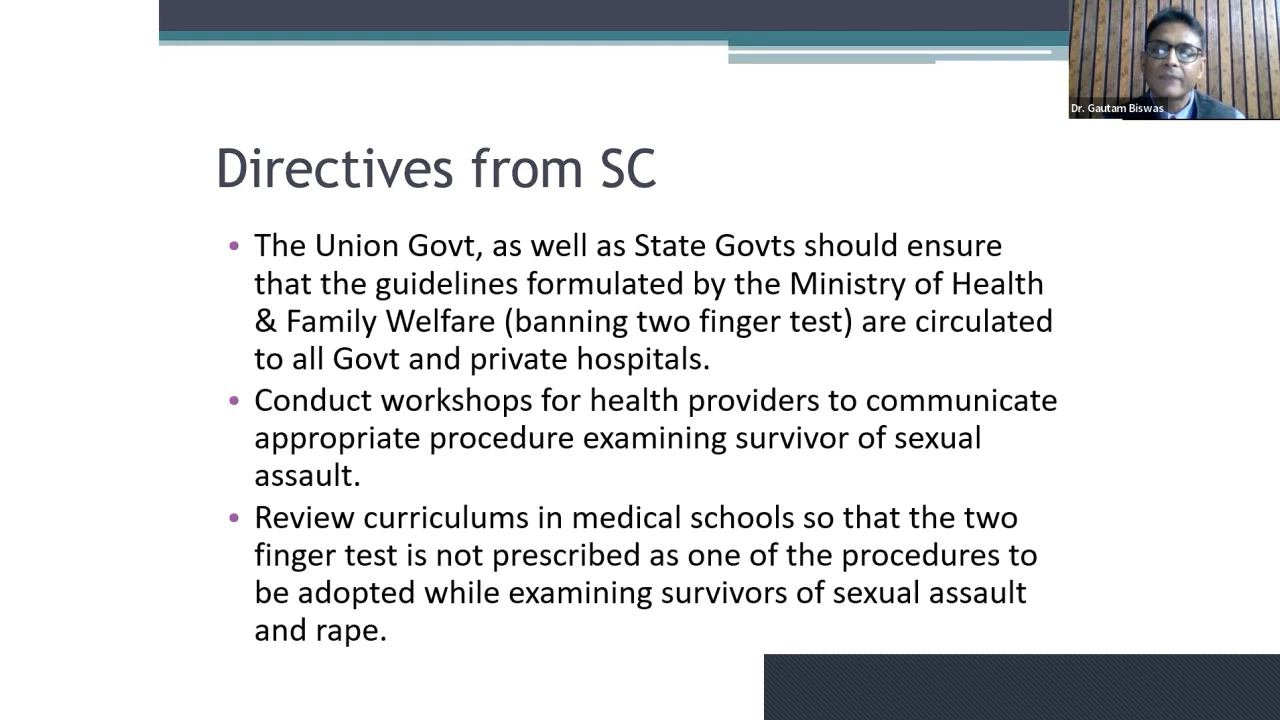 Dr. Gautam Biswas
Directives from SC
• The Union Govt, as well as State Govts should ensure
that the guidelines formulated by the Ministry of Health
& Family Welfare (banning two finger test) are circulated
to all Govt and private hospitals.
• Conduct workshops for health providers to communicate
appropriate procedure examining survivor of sexual
assault.
• Review curriculums in medical schools so that the two
finger test is not prescribed as one of the procedures to
be adopted while examining survivors of sexual assault
and rape.